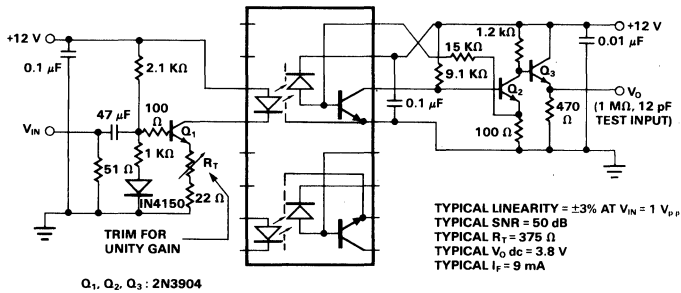 +12 V
0.1 µF
2.1 KΩ
47 µF
100 Ω
Q1
VIN
51 Ω
1 KΩ
RT
IN4150
22 Ω
TRIM FOR
UNITY GAIN
Q1, Q2, Q3 : 2N3904
0.1 µF
15 KΩ
9.1 KΩ
1.2 kΩ
Q2
Q3
100 Ω
470 Ω
+12 V
0.01 µF
VO
(1 MΩ, 12 pF
TEST INPUT)
TYPICAL LINEARITY = ±3% AT VIN = 1 Vp p
TYPICAL SNR = 50 dB
TYPICAL RT = 375 Ω
TYPICAL VO dc = 3.8 V
TYPICAL IF = 9 mA